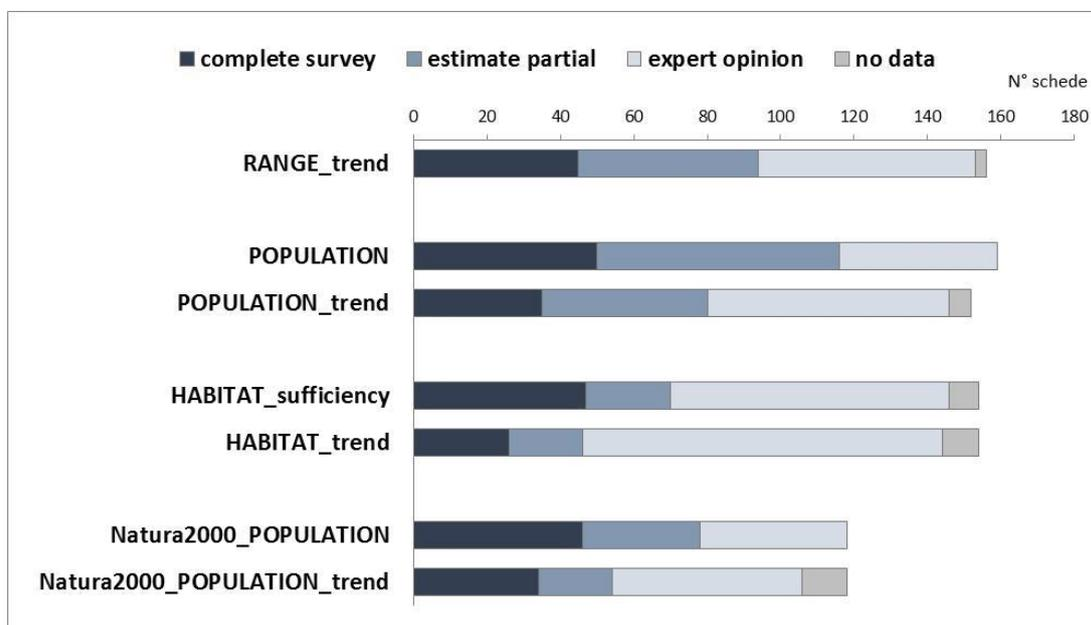 complete survey estimate partial expert opinion no data
N° schede
0 20 40 60 80 100 120 140 160 180
RANGE_trend
POPULATION
POPULATION_trend
HABITAT_sufficiency
HABITAT_trend
Natura2000_POPULATION
Natura2000_POPULATION_trend